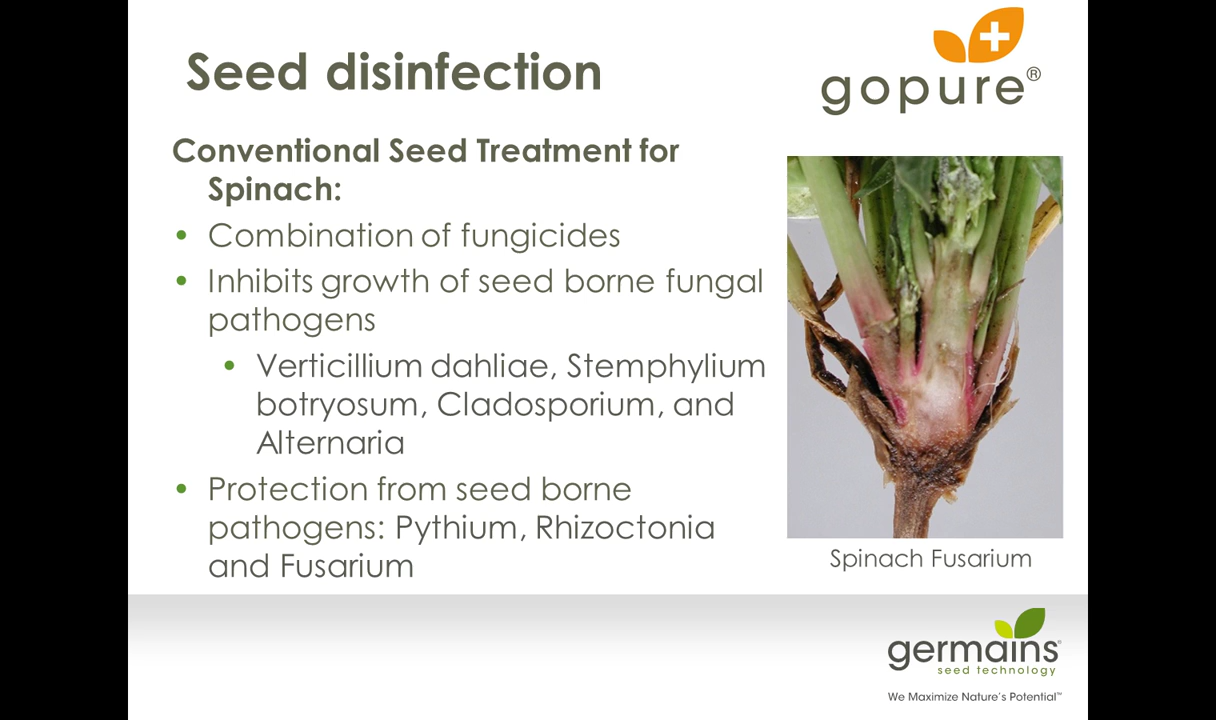 Seed disinfection
gopure®
Conventional Seed Treatment for
Spinach:
• Combination of fungicides
• Inhibits growth of seed borne fungal
pathogens
• Verticillium dahliae, Stemphylium
botryosum, Cladosporium, and
Alternaria
• Protection from seed borne
pathogens: Pythium, Rhizoctonia
and Fusarium
Spinach Fusarium
germains®
seed technology
We Maximize Nature's Potential™